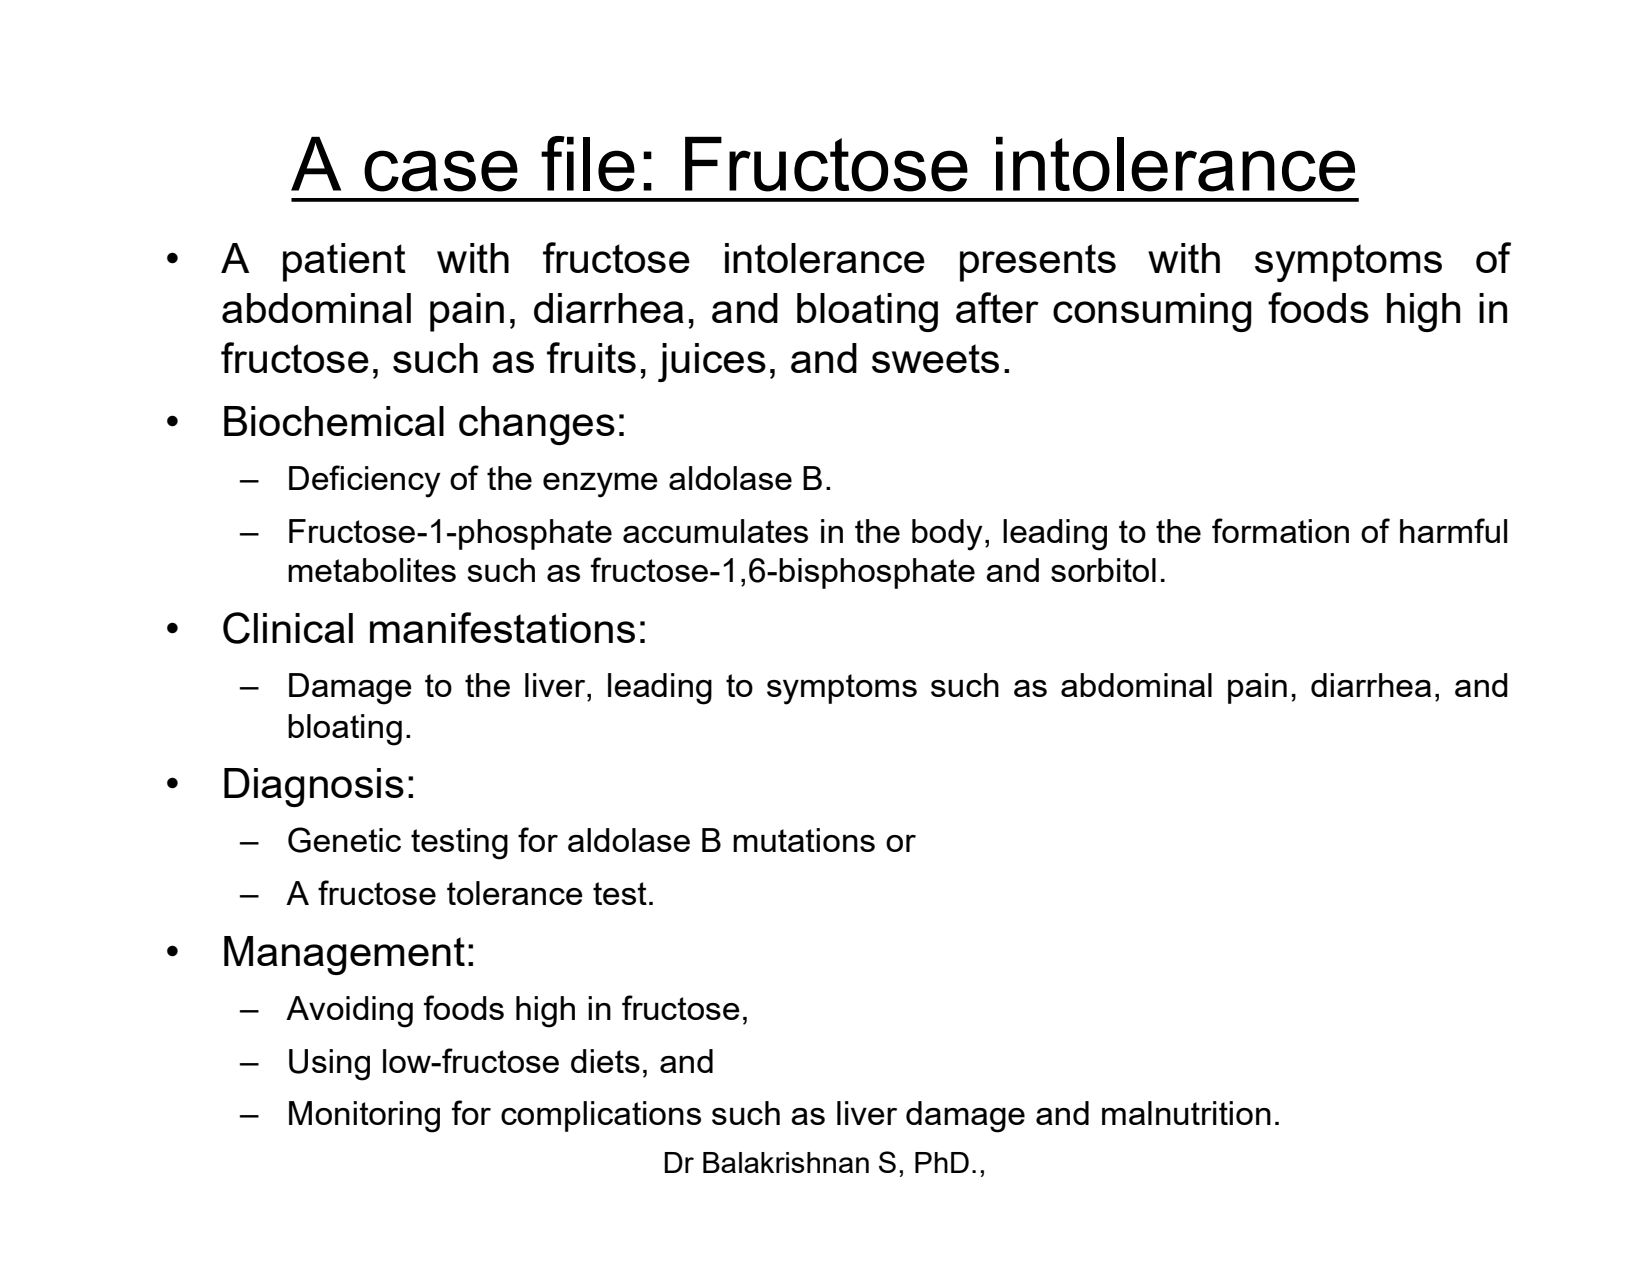 A case file: Fructose intolerance
• A patient with fructose intolerance presents with symptoms of
abdominal pain, diarrhea, and bloating after consuming foods high in
fructose, such as fruits, juices, and sweets.
• Biochemical changes:
– Deficiency of the enzyme aldolase B.
– Fructose-1-phosphate accumulates in the body, leading to the formation of harmful
metabolites such as fructose-1,6-bisphosphate and sorbitol.
• Clinical manifestations:
– Damage to the liver, leading to symptoms such as abdominal pain, diarrhea, and
bloating.
• Diagnosis:
– Genetic testing for aldolase B mutations or
– A fructose tolerance test.
• Management:
– Avoiding foods high in fructose,
– Using low-fructose diets, and
– Monitoring for complications such as liver damage and malnutrition.
Dr Balakrishnan S, PhD.,